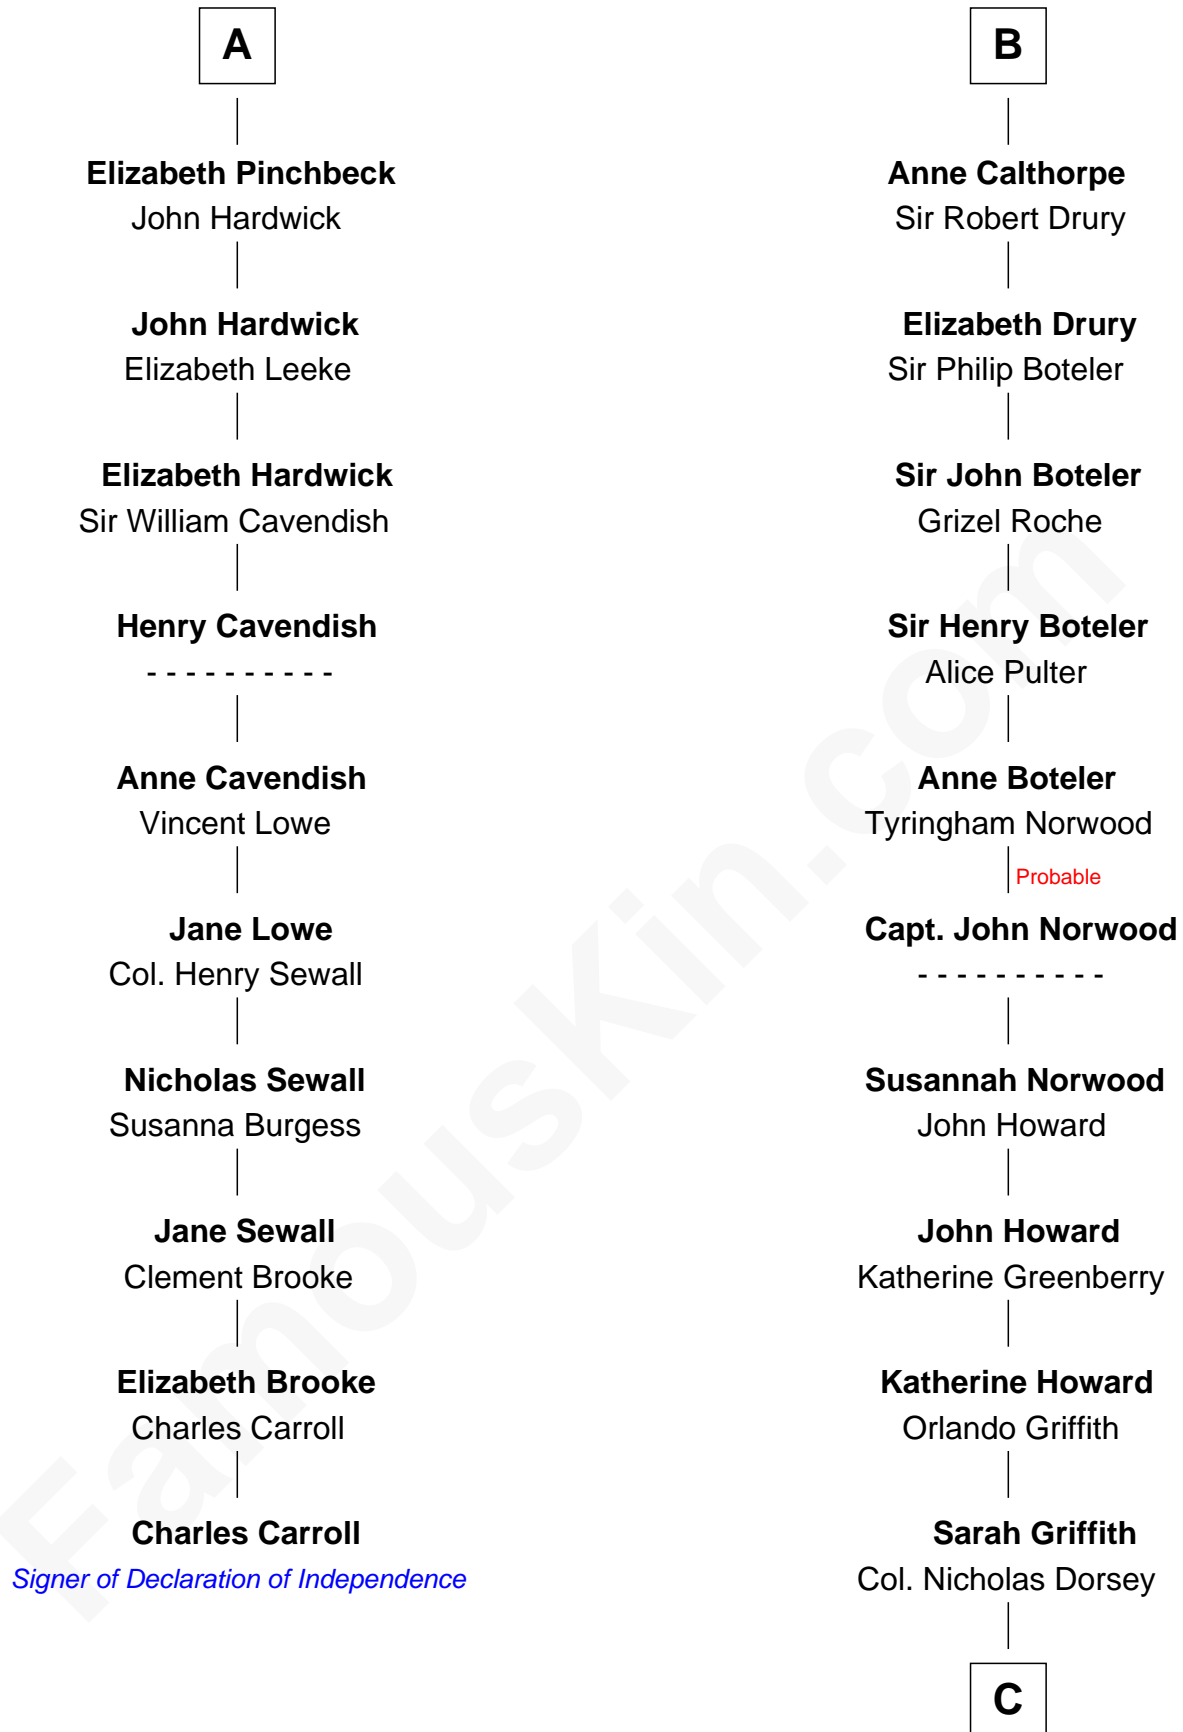 A
Elizabeth Pinchbeck
John Hardwick
John Hardwick
Elizabeth Leeke
Elizabeth Hardwick
Sir William Cavendish
Henry Cavendish
- - - - - - - - - -
Anne Cavendish
Vincent Lowe
Jane Lowe
Col. Henry Sewall
Nicholas Sewall
Susanna Burgess
Jane Sewall
Clement Brooke
Elizabeth Brooke
Charles Carroll
Charles Carroll
Signer of Declaration of Independence
B
Anne Calthorpe
Sir Robert Drury
Elizabeth Drury
Sir Philip Boteler
Sir John Boteler
Grizel Roche
Sir Henry Boteler
Alice Pulter
Anne Boteler
Tyringham Norwood
Probable
Capt. John Norwood
- - - - - - - - - -
Susannah Norwood
John Howard
John Howard
Katherine Greenberry
Katherine Howard
Orlando Griffith
Sarah Griffith
Col. Nicholas Dorsey
C
FamousKin.com